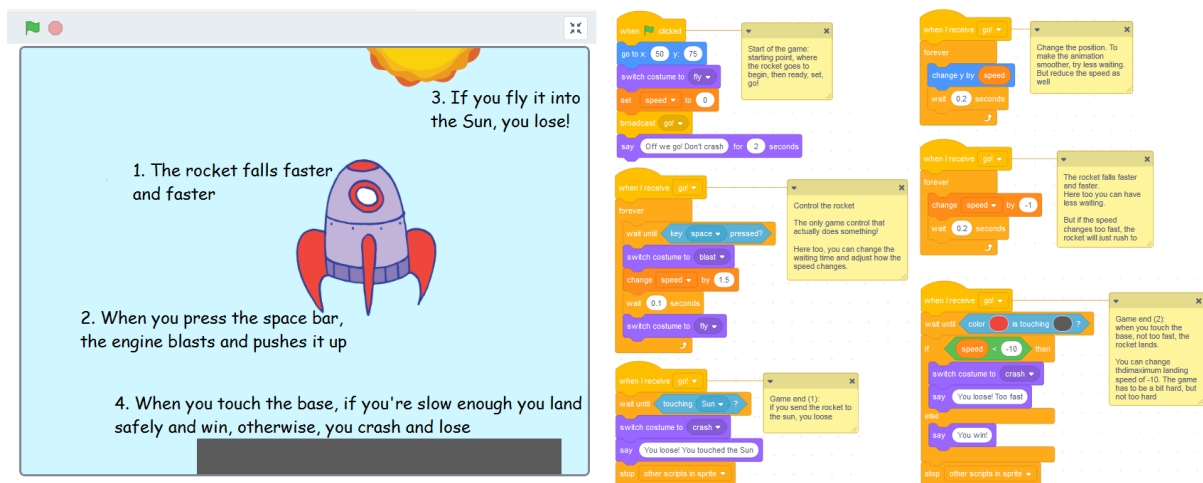 3. If you fly it into
the Sun, you lose!
1. The rocket falls faster
and faster
2. When you press the space bar,
the engine blasts and pushes it up
4. When you touch the base, if you're slow enough you land
safely and win, otherwise, you crash and lose
when clicked
go to x: 50 y: 75
switch costume to fly
set speed to 0
broadcast go!
say Off we go! Don't crash for 2 seconds
Start of the game:
starting point, where
the rocket goes to
begin, then ready, set,
go!
when I receive go!
forever
wait until key space pressed?
switch costume to blast
change speed by 1.5
wait 0.1 seconds
switch costume to fly
Control the rocket
The only game control that
actually does something!
Here too, you can change the
waiting time and adjust how the
speed changes.
when I receive go!
wait until touching Sun ?
switch costume to crash
say You loose! You touched the Sun
stop other scripts in sprite
Game end (1):
if you send the rocket to
the sun, you loose
when I receive go!
forever
change y by speed
wait 0.2 seconds
Change the position. To
make the animation
smoother, try less waiting.
But reduce the speed as
well
when I receive go!
forever
change speed by -1
wait 0.2 seconds
The rocket falls faster
and faster.
Here too you can have
less waiting.
But if the speed
changes too fast, the
rocket will just rush to
when I receive go!
wait until color is touching ?
if speed < -10 then
switch costume to crash
say You loose! Too fast
else
say You win!
stop other scripts in sprite
Game end (2):
when you touch the
base, not too fast, the
rocket lands.
You can change
thdimaximum landing
speed of -10. The game
has to be a bit hard, but
not too hard